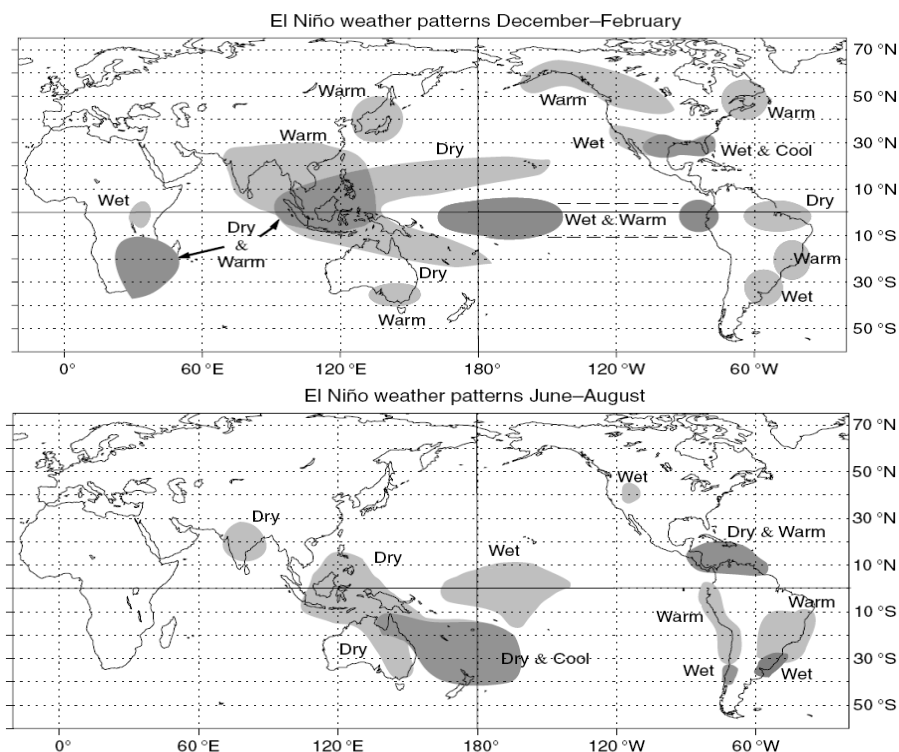 El Niño weather patterns December–February
70 °N
Warm
Warm
50 °N
Warm
Warm
Dry
Wet
30 °N
Wet & Cool
Wet
10 °N
Dry
Dry
&
Warm
Wet & Warm
10 °S
Dry
Warm
30 °S
Wet
Warm
50 °S
0°
60 °E
120 °E
180
120 °W
60 °W
El Niño weather patterns June–August
70 °N
Wet
50 °N
Dry
30 °N
Dry & Warm
Dry
Wet
10 °N
Warm
Warm
10 °S
Dry
Dry & Cool
30 °S
Wet
Wet
50 °S
0°
60 °E
120°E
180
120 °W
60 °W